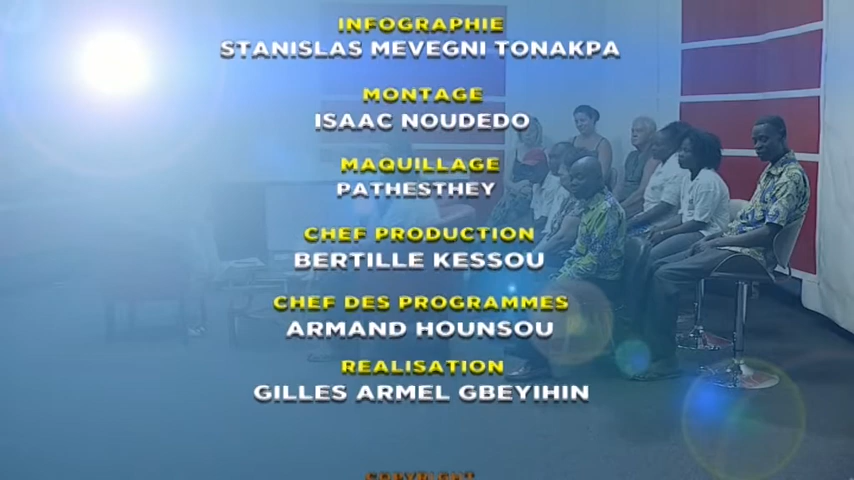 INFOGRAPHIE
STANISLAS MEVEGNI TONAKPA
MONTAGE
ISAAC NOUDEDO
MAQUILLAGE
PATHESTHEY
CHEF PRODUCTION
BERTILLE KESSOU
CHEF DES PROGRAMMES
ARMAND HOUNSOU
REALISATION
GILLES ARMEL GBEYIHIN